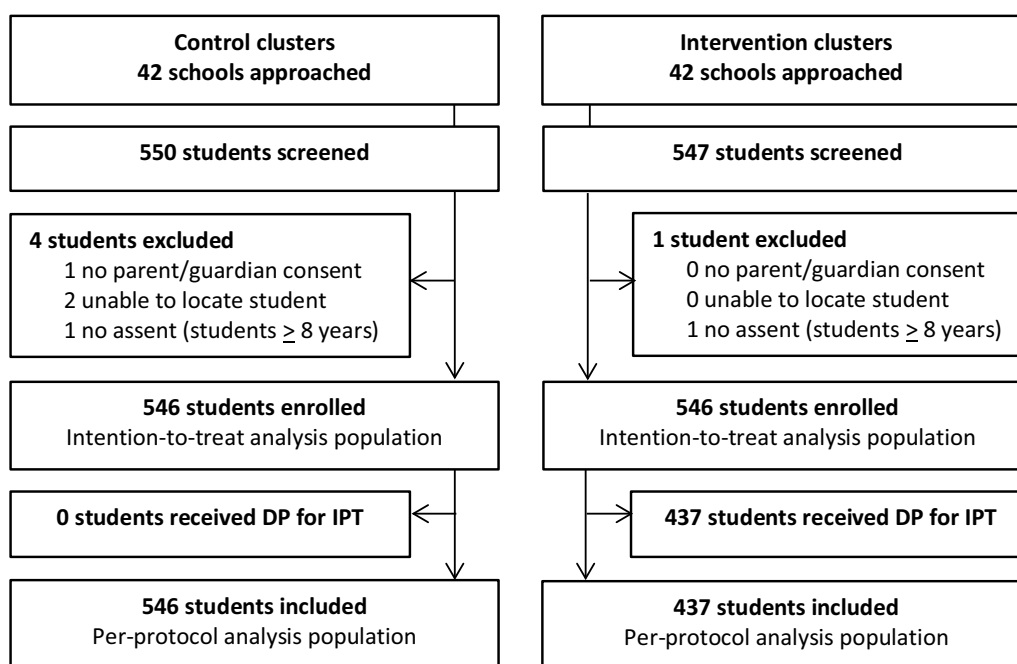 Control clusters
42 schools approached
550 students screened
4 students excluded
1 no parent/guardian consent
2 unable to locate student
1 no assent (students ≥ 8 years)
546 students enrolled
Intention-to-treat analysis population
0 students received DP for IPT
546 students included
Per-protocol analysis population
Intervention clusters
42 schools approached
547 students screened
1 student excluded
0 no parent/guardian consent
0 unable to locate student
1 no assent (students ≥ 8 years)
546 students enrolled
Intention-to-treat analysis population
437 students received DP for IPT
437 students included
Per-protocol analysis population